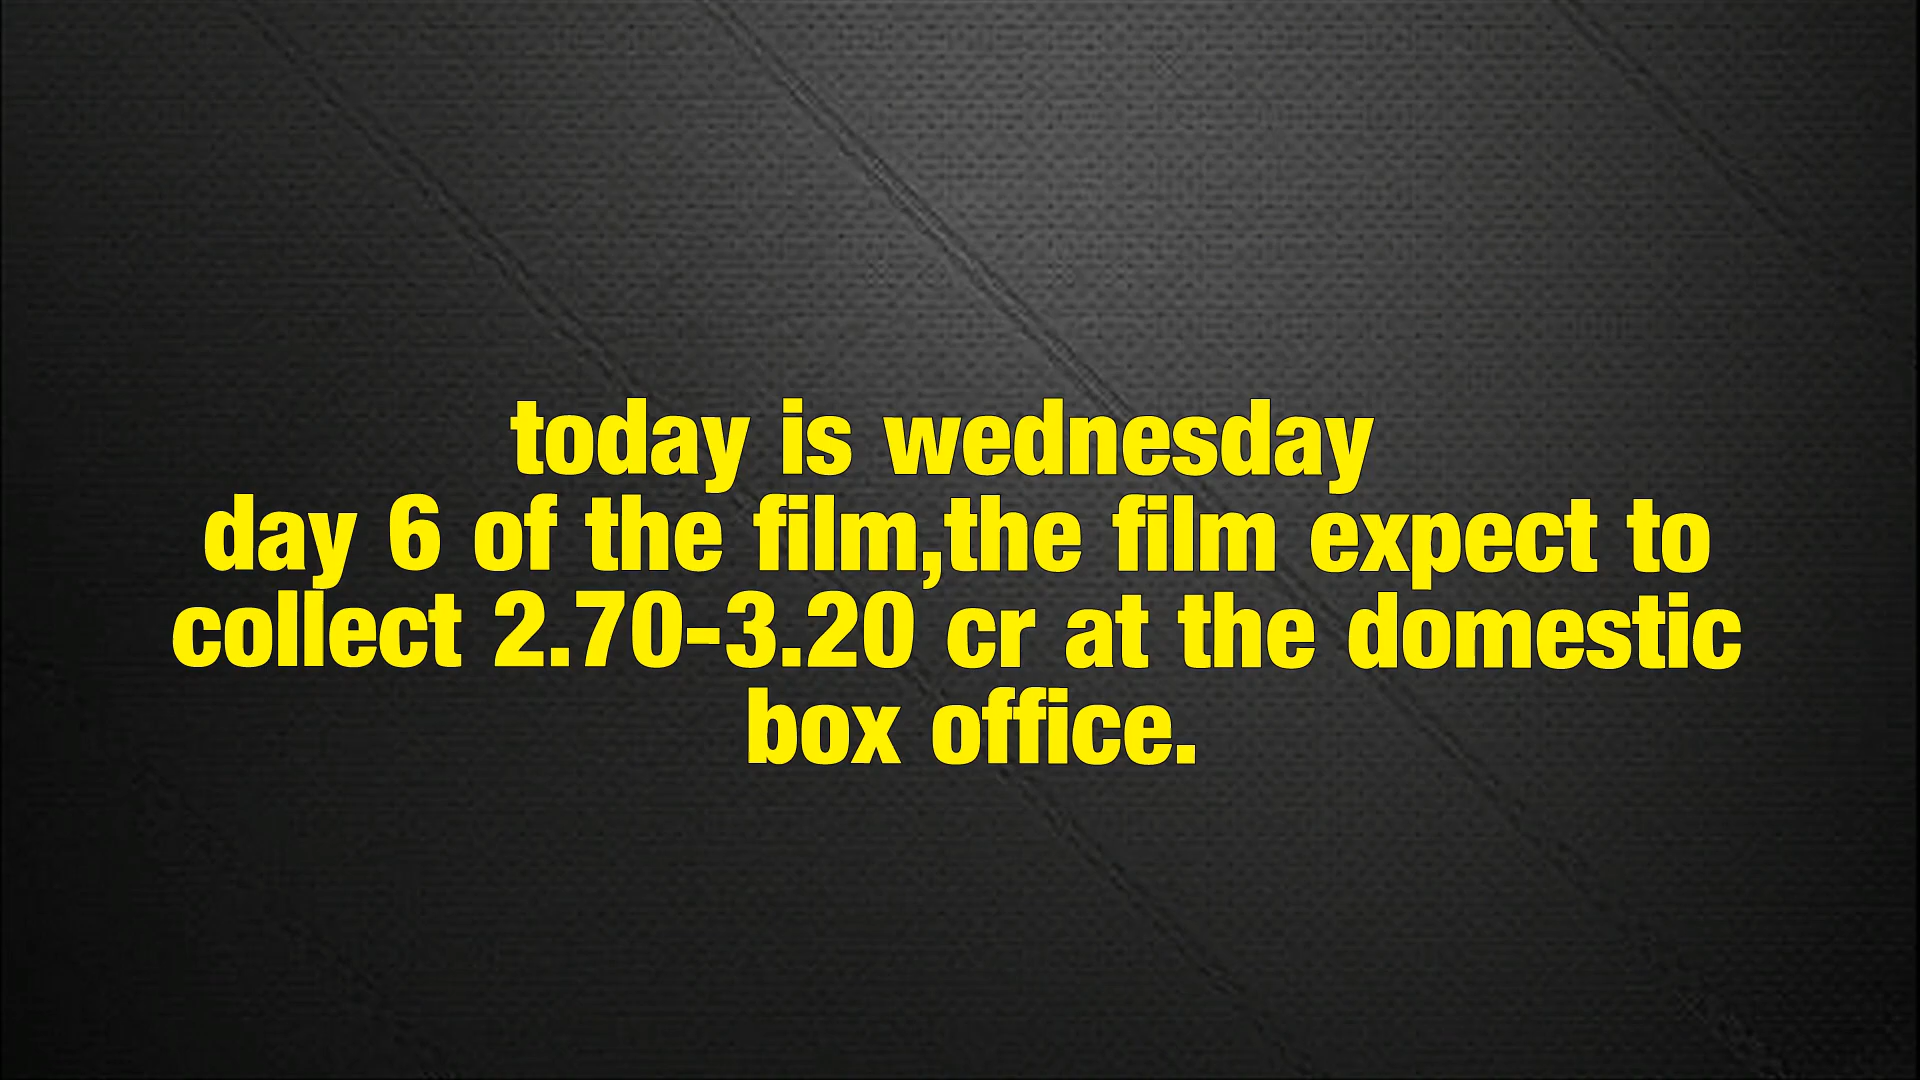 today is wednesday
day 6 of the film,the film expect to
collect 2.70-3.20 cr at the domestic
box office.